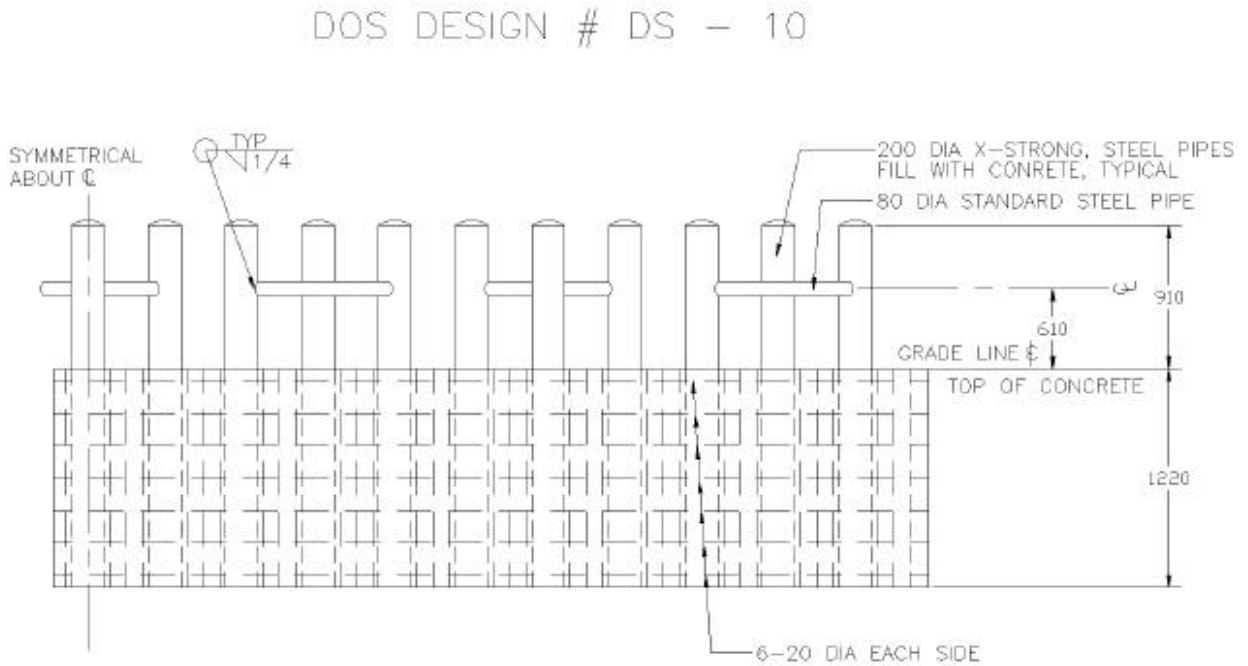 DOS DESIGN # DS - 10
SYMMETRICAL
ABOUT ℄
TYP
1/4
200 DIA X-STRONG, STEEL PIPES
FILL WITH CONRETE, TYPICAL
80 DIA STANDARD STEEL PIPE
℄
910
610
GRADE LINE &
TOP OF CONCRETE
1220
6-20 DIA EACH SIDE